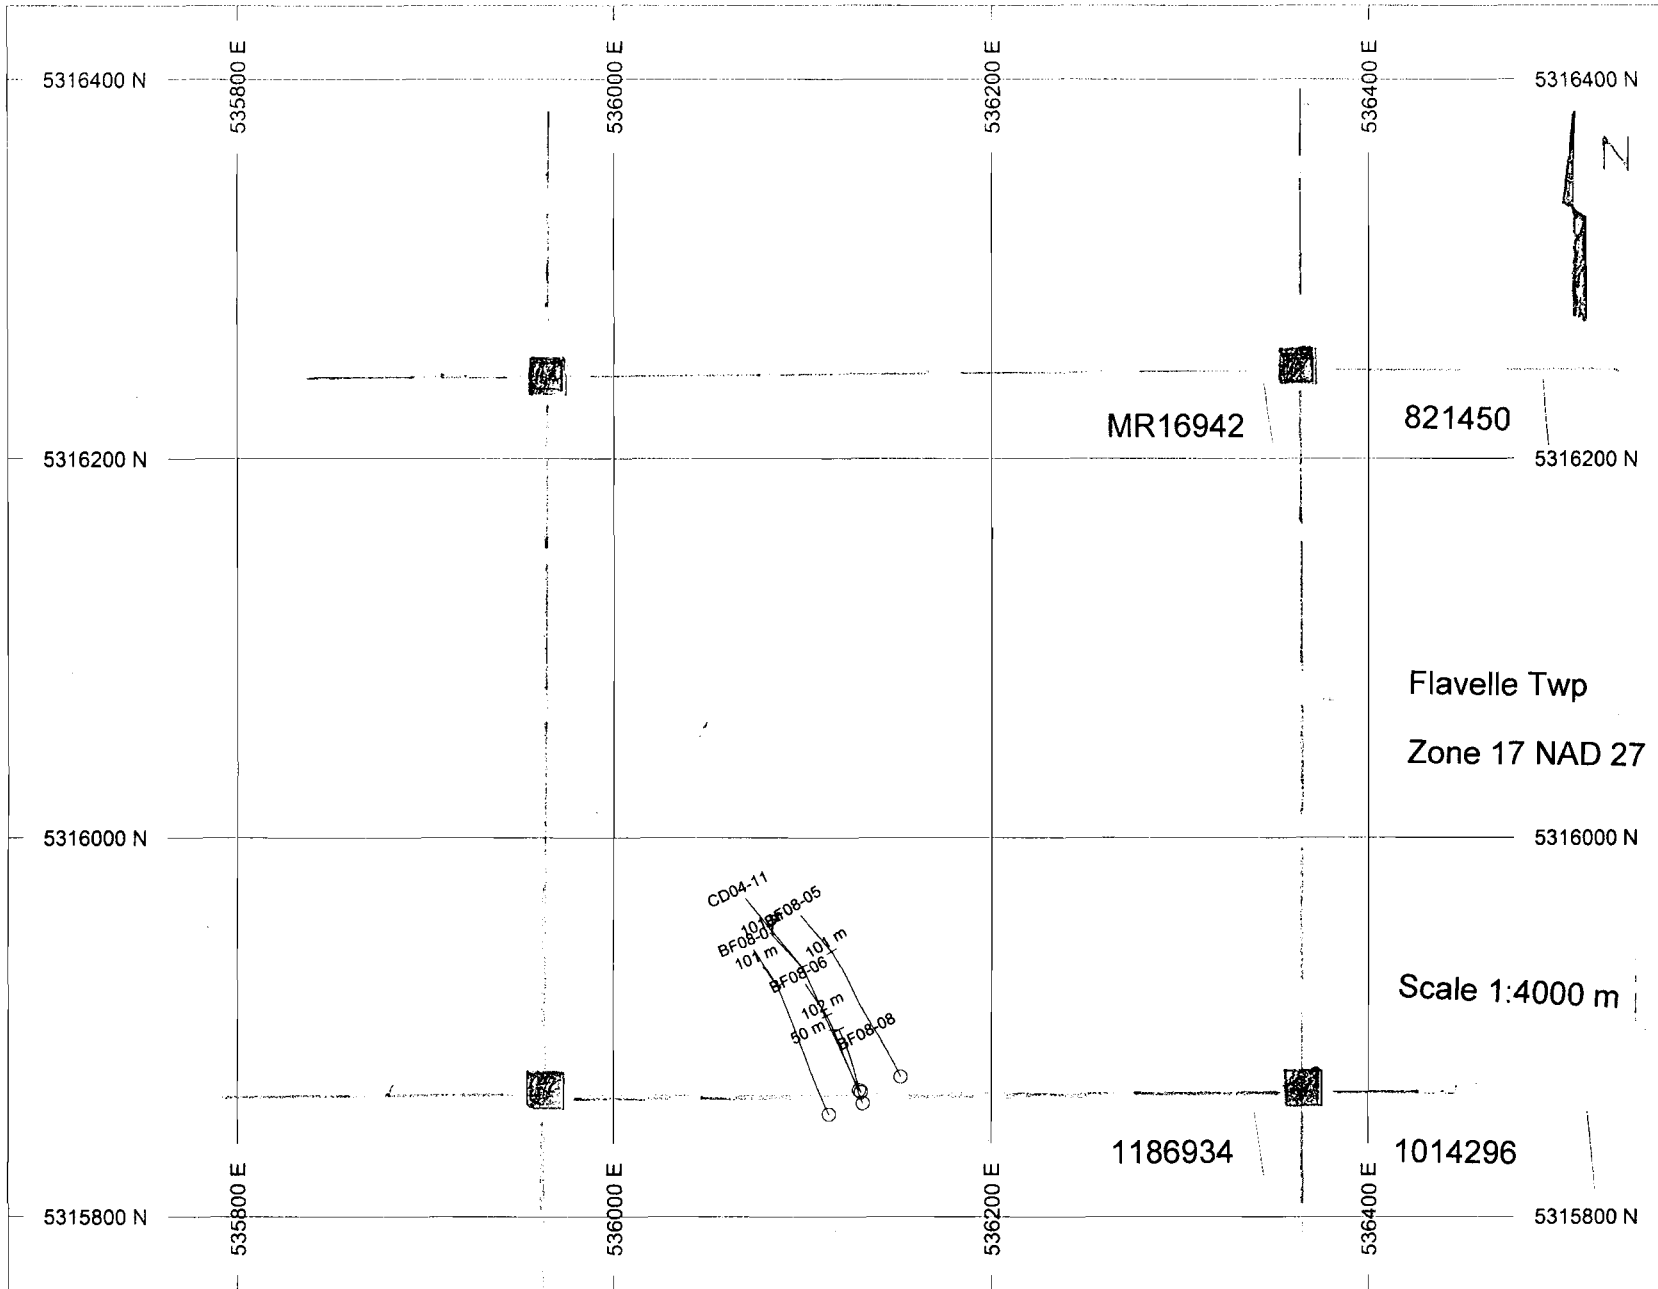 535800 E
536000 E
536200 E
536400 E
5316400 N
5316400 N
N
MR16942
821450
5316200 N
5316200 N
Flavelle Twp
Zone 17 NAD 27
5316000 N
5316000 N
CD04-11
BF08-05
101 m
101 m
BF08-06
Scale 1:4000 m
102 m
50 m
BF08-08
1186934
1014296
535800 E
536000 E
536200 E
536400 E
5315800 N
5315800 N